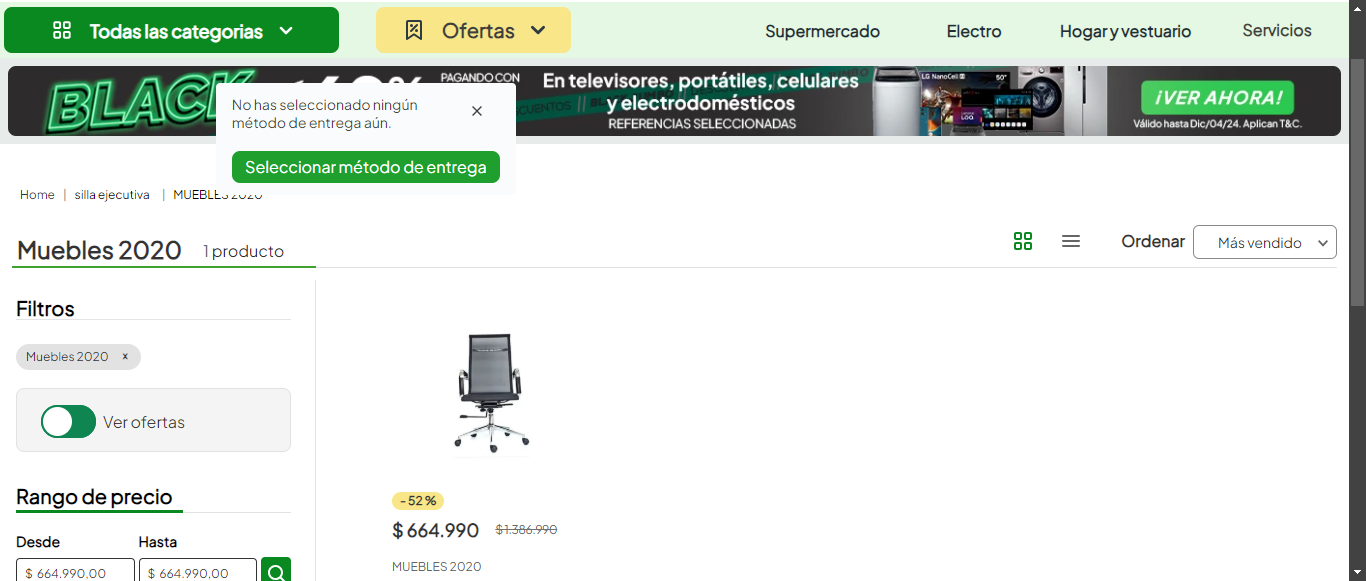 Todas las categorias
Ofertas
Supermercado
Electro
Hogar y vestuario
Servicios
BLACK
PAGANDO CON
En televisores, portátiles, celulares
y electrodomésticos
REFERENCIAS SELECCIONADAS
LG NanoCell
50"
¡VER AHORA!
Válido hasta Dic/04/24. Aplican T&C.
No has seleccionado ningún
método de entrega aún.
×
Seleccionar método de entrega
Home | silla ejecutiva | MUEBLES 2020
Muebles 2020 1 producto
Ordenar
Más vendido
Filtros
Muebles 2020 x
Ver ofertas
- 52 %
$ 664.990 $ 1.386.990
MUEBLES 2020
Rango de precio
Desde Hasta
$ 664.990,00 $ 664.990,00